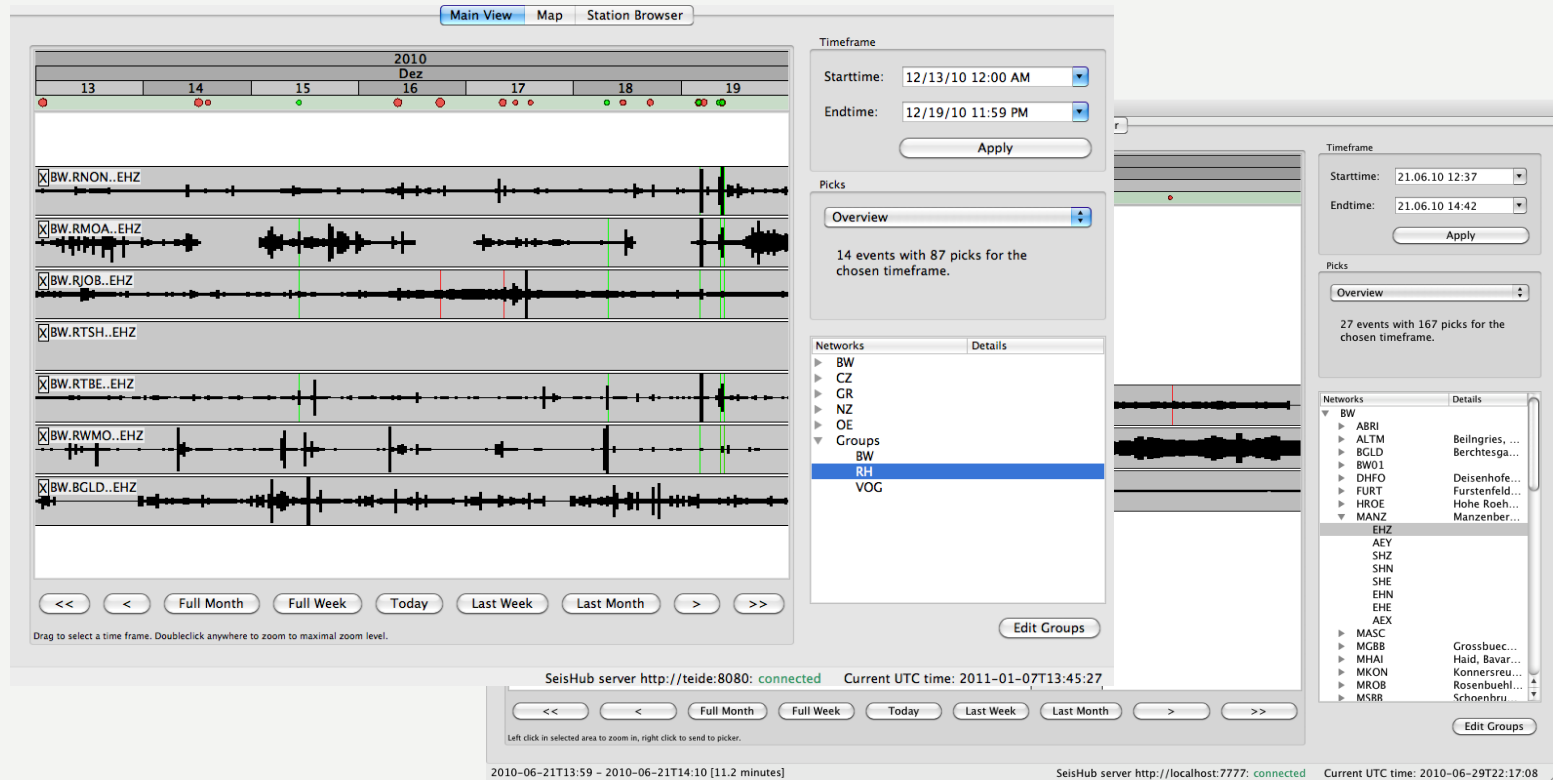 Main View Map Station Browser
2010
Dez
13 14 15 16 17 18 19
X BW.RNON..EHZ
X BW.RMOA..EHZ
X BW.RJOB..EHZ
X BW.RTSH..EHZ
X BW.RTBE..EHZ
X BW.RWMO..EHZ
X BW.BGLD..EHZ
<< < Full Month Full Week Today Last Week Last Month > >>
Drag to select a time frame. Doubleclick anywhere to zoom to maximal zoom level.
Timeframe
Starttime: 12/13/10 12:00 AM
Endtime: 12/19/10 11:59 PM
Apply
Picks
Overview
14 events with 87 picks for the
chosen timeframe.
Networks Details
BW
CZ
GR
NZ
OE
Groups
BW
RH
VOG
Edit Groups
SeisHub server http://teide:8080: connected Current UTC time: 2011-01-07T13:45:27
r
Timeframe
Starttime: 21.06.10 12:37
Endtime: 21.06.10 14:42
Apply
Picks
Overview
27 events with 167 picks for the
chosen timeframe.
Networks Details
BW
ABRI
ALTM Beilngries, ...
BGLD Berchtesga...
BW01
DHFO Deisenhofe...
FURT Furstenfeld...
HROE Hohe Roeh...
MANZ Manzenber...
EHZ
AEY
SHZ
SHN
SHE
EHN
EHE
AEX
MASC
MGBB Grossbuec...
MHAI Haid, Bavar...
MKON Konnersreu...
MROB Rosenbuehl...
MSBB Schoenbru...
Edit Groups
<< < Full Month Full Week Today Last Week Last Month > >>
Left click in selected area to zoom in, right click to send to picker.
2010-06-21T13:59 - 2010-06-21T14:10 [11.2 minutes]
SeisHub server http://localhost:7777: connected Current UTC time: 2010-06-29T22:17:08